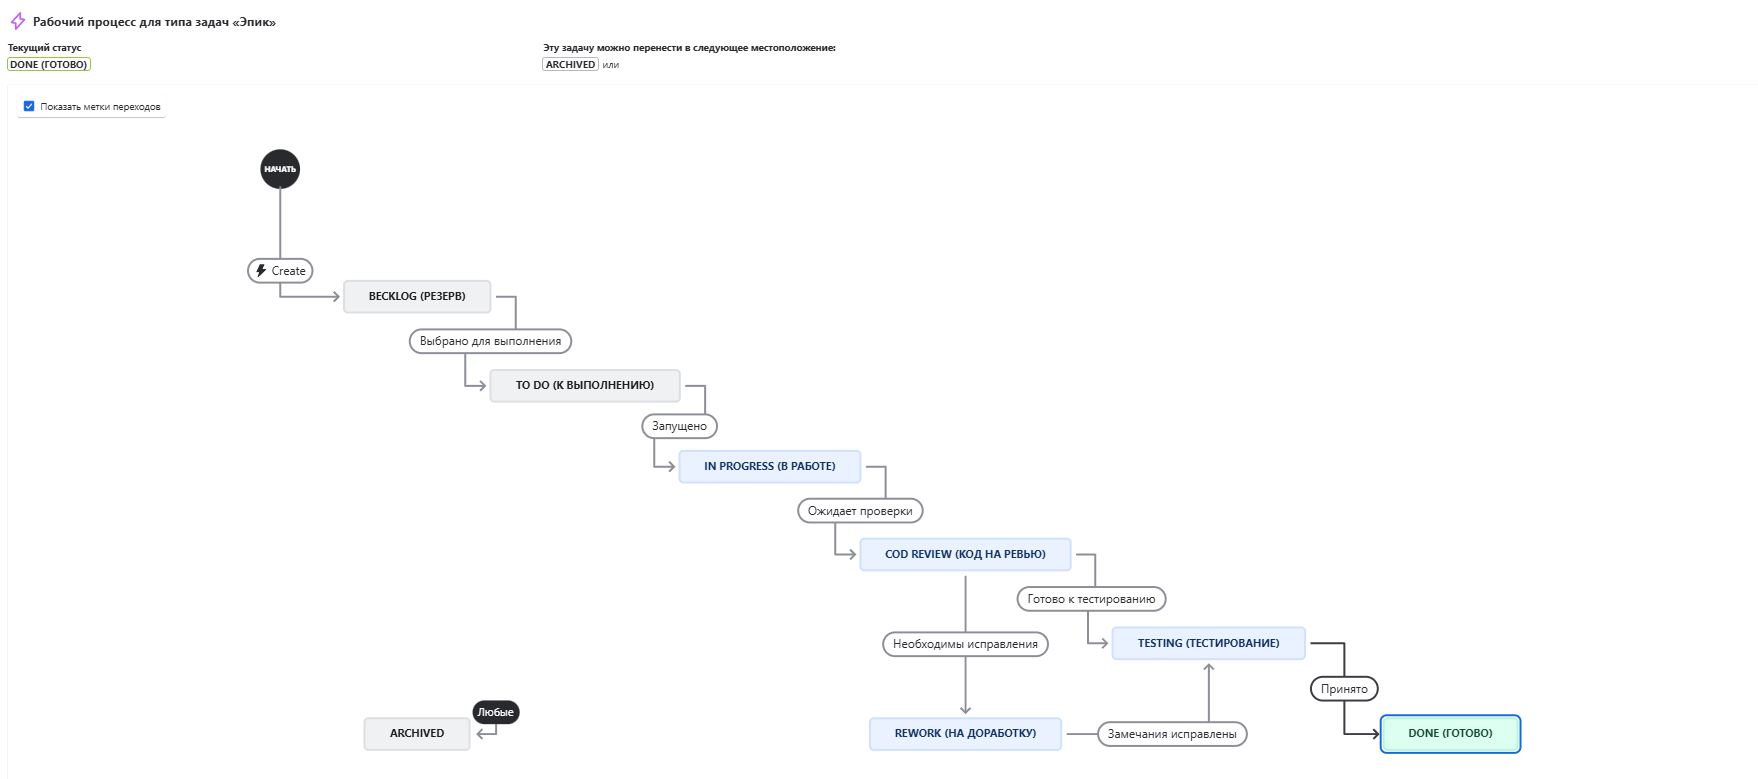 Рабочий процесс для типа задач «Эпик»
Текущий статус
DONE (ГОТОВО)
Эту задачу можно перенести в следующее местоположение:
ARCHIVED или
Показать метки переходов
НАЧАТЬ
Create
BECKLOG (РЕЗЕРВ)
Выбрано для выполнения
TO DO (К ВЫПОЛНЕНИЮ)
Запущено
IN PROGRESS (В РАБОТЕ)
Ожидает проверки
COD REVIEW (КОД НА РЕВЬЮ)
Готово к тестированию
Необходимы исправления
TESTING (ТЕСТИРОВАНИЕ)
Принято
Любые
ARCHIVED
REWORK (НА ДОРАБОТКУ)
Замечания исправлены
DONE (ГОТОВО)